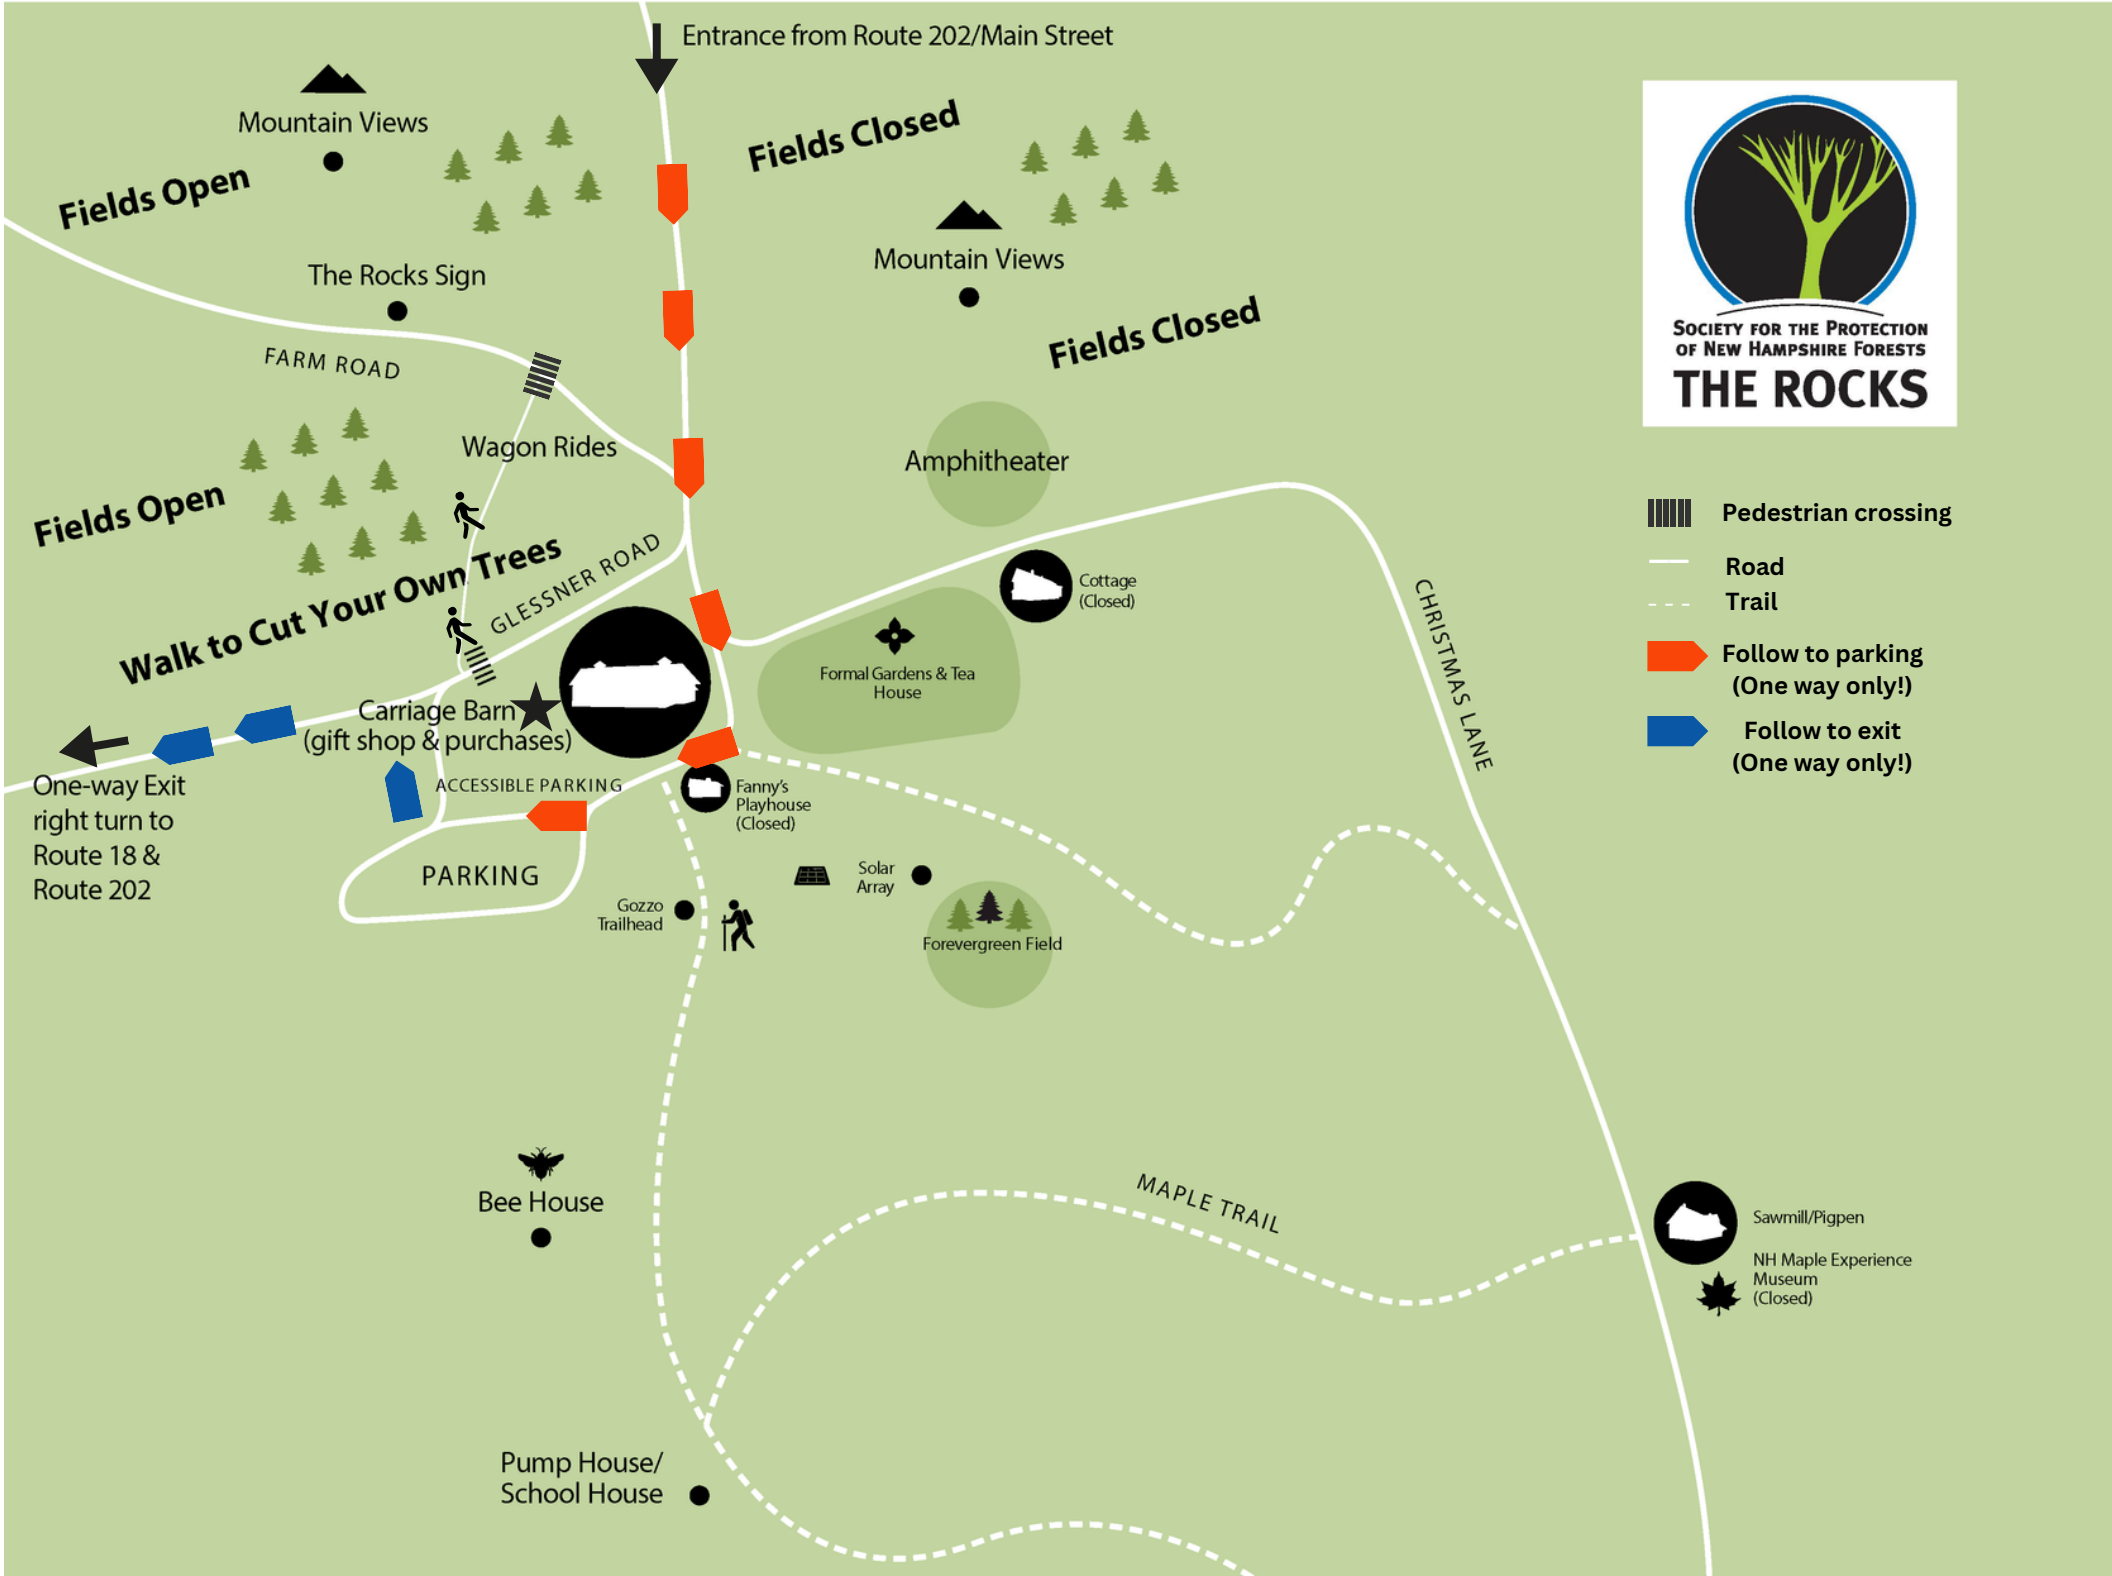 Entrance from Route 202/Main Street
Mountain Views
Fields Open
Fields Closed
Mountain Views
Fields Closed
The Rocks Sign
FARM ROAD
Wagon Rides
Fields Open
Walk to Cut Your Own Trees
GLESSNER ROAD
Amphitheater
Cottage
(Closed)
Formal Gardens & Tea
House
CHRISTMAS LANE
Carriage Barn
(gift shop & purchases)
ACCESSIBLE PARKING
One-way Exit
right turn to
Route 18 &
Route 202
PARKING
Fanny's
Playhouse
(Closed)
Solar
Array
Gozzo
Trailhead
Forevergreen Field
Bee House
MAPLE TRAIL
Pump House/
School House
Sawmill/Pigpen
NH Maple Experience
Museum
(Closed)
SOCIETY FOR THE PROTECTION
OF NEW HAMPSHIRE FORESTS
THE ROCKS
Pedestrian crossing
Road
Trail
Follow to parking
(One way only!)
Follow to exit
(One way only!)